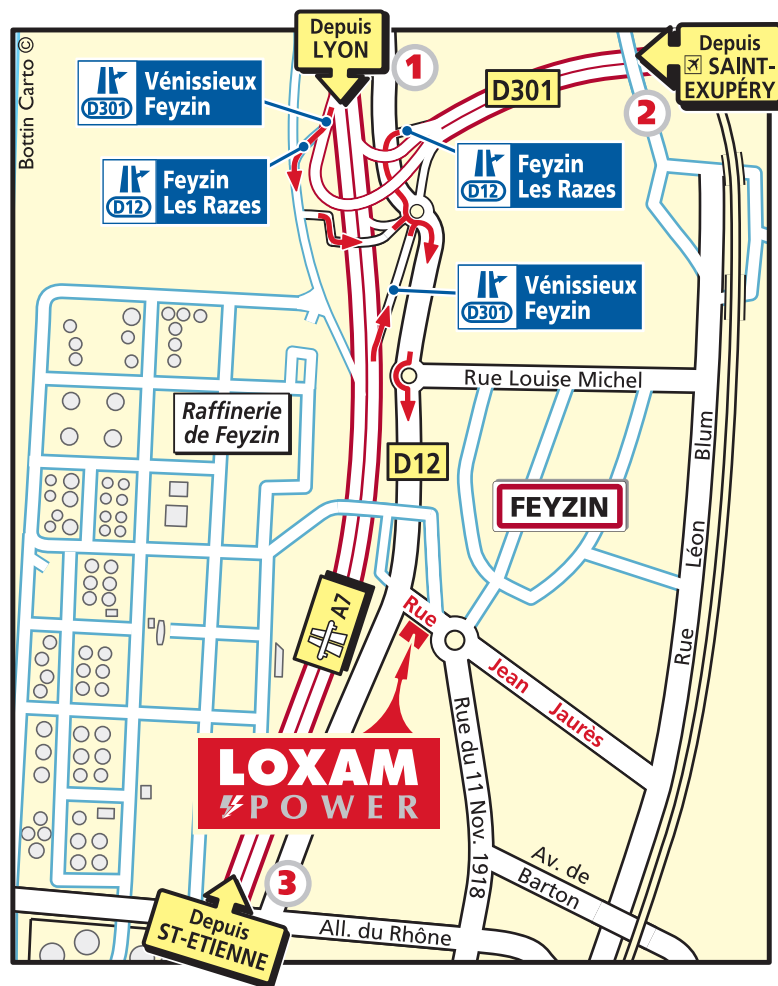 Bottin Carto ©
Depuis
LYON
1
Depuis
SAINT-
EXUPÉRY
2
D301
D301
Vénissieux
Feyzin
D12
Feyzin
Les Razes
D12
Feyzin
Les Razes
D301
Vénissieux
Feyzin
Raffinerie
de Feyzin
Rue Louise Michel
D12
FEYZIN
Rue Léon Blum
A7
Rue Jean Jaurès
LOXAM
POWER
Rue du 11 Nov. 1918
Av. de
Barton
3
Depuis
ST-ETIENNE
All. du Rhône